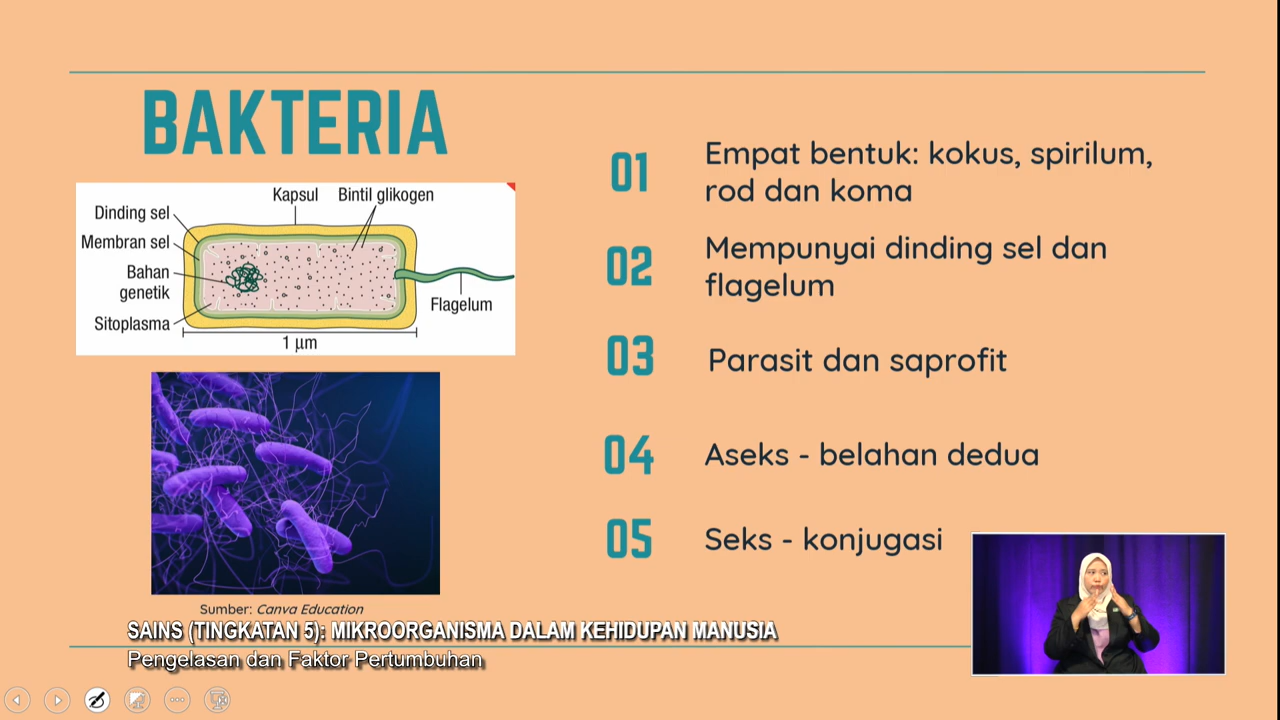 BAKTERIA
Kapsul
Bintil glikogen
Dinding sel
Membran sel
Bahan
genetik
Sitoplasma
Flagelum
1 μm
01
Empat bentuk: kokus, spirilum,
rod dan koma
02
Mempunyai dinding sel dan
flagelum
03
Parasit dan saprofit
04
Aseks - belahan dedua
05
Seks - konjugasi
Sumber: Canva Education
SAINS (TINGKATAN 5): MIKROORGANISMA DALAM KEHIDUPAN MANUSIA
Pengelasan dan Faktor Pertumbuhan